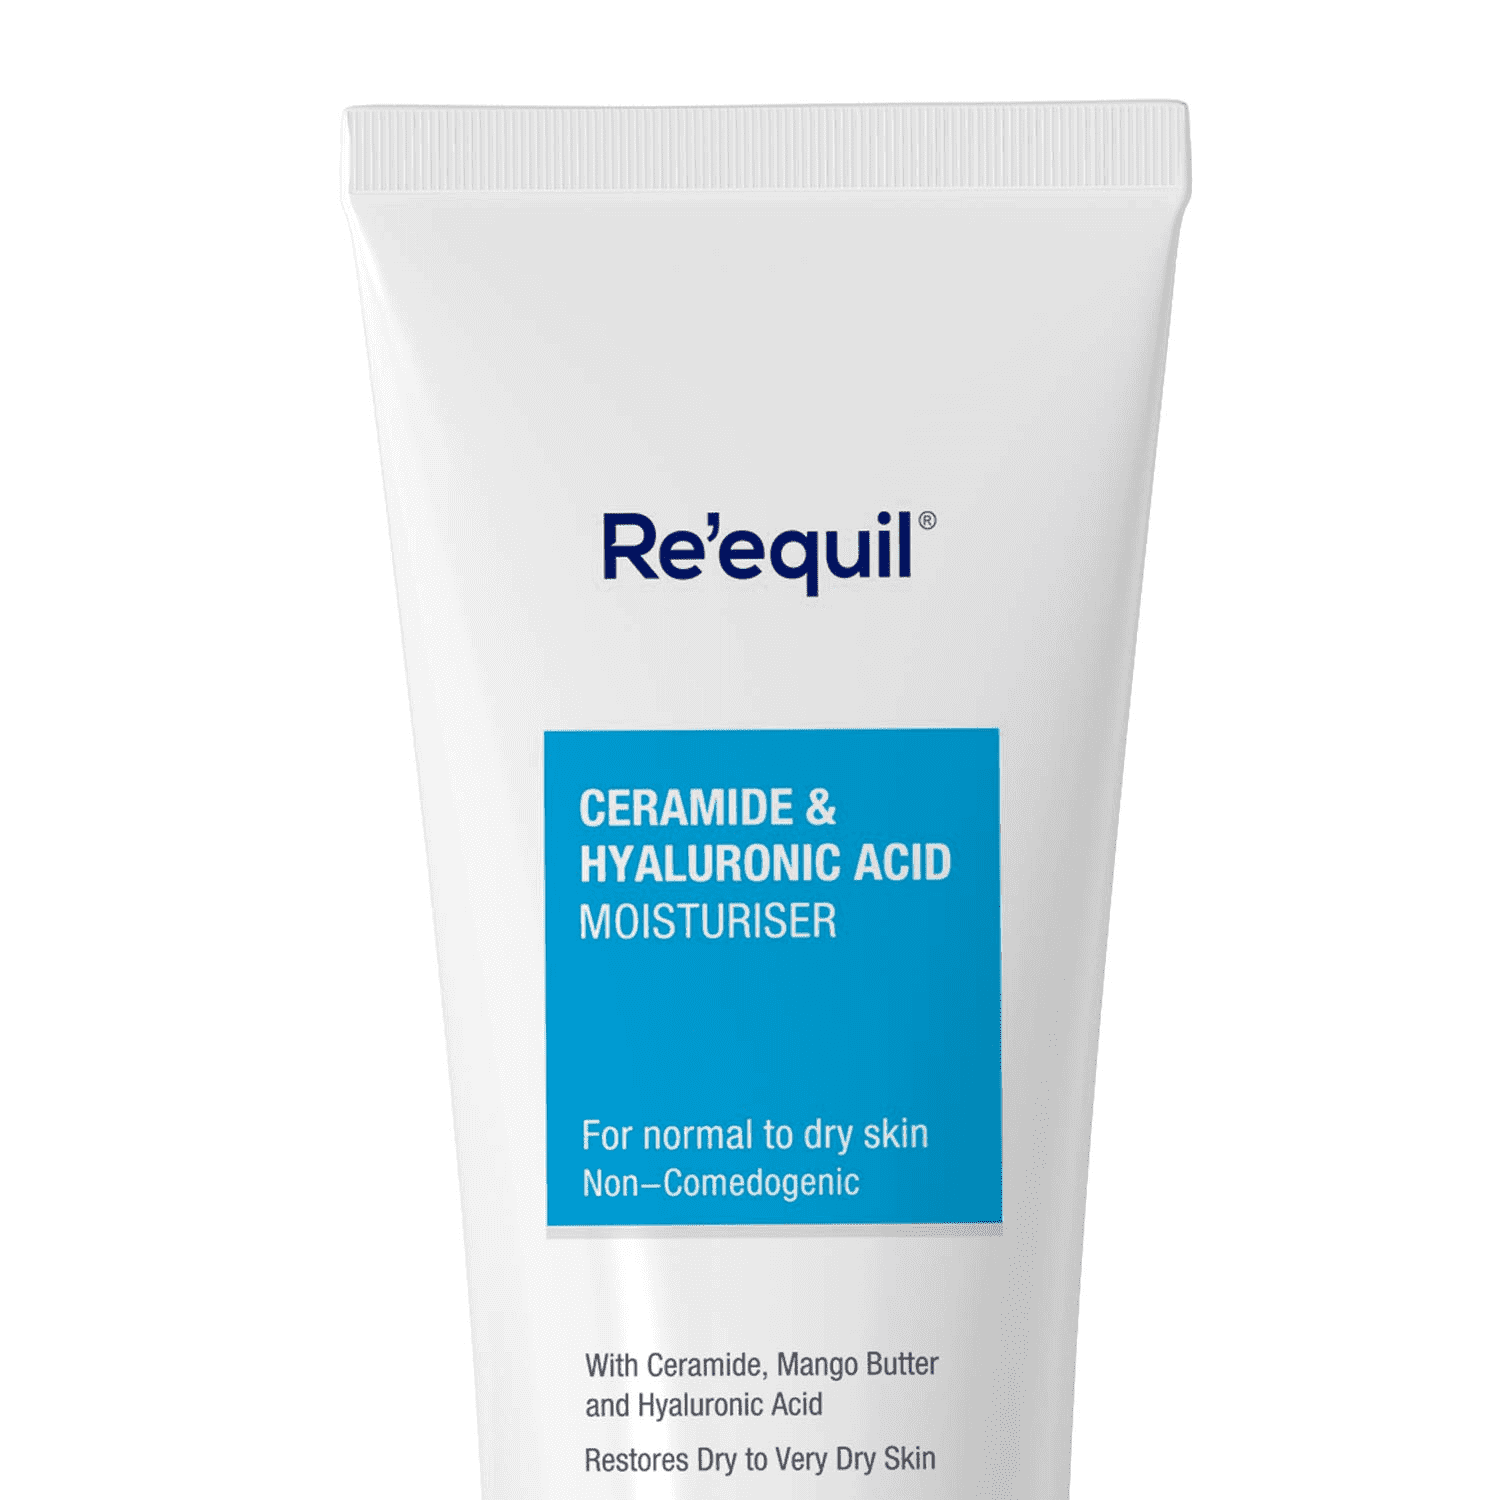 Re’equil®
CERAMIDE &
HYALURONIC ACID
MOISTURISER
For normal to dry skin
Non–Comedogenic
With Ceramide, Mango Butter
and Hyaluronic Acid
Restores Dry to Very Dry Skin